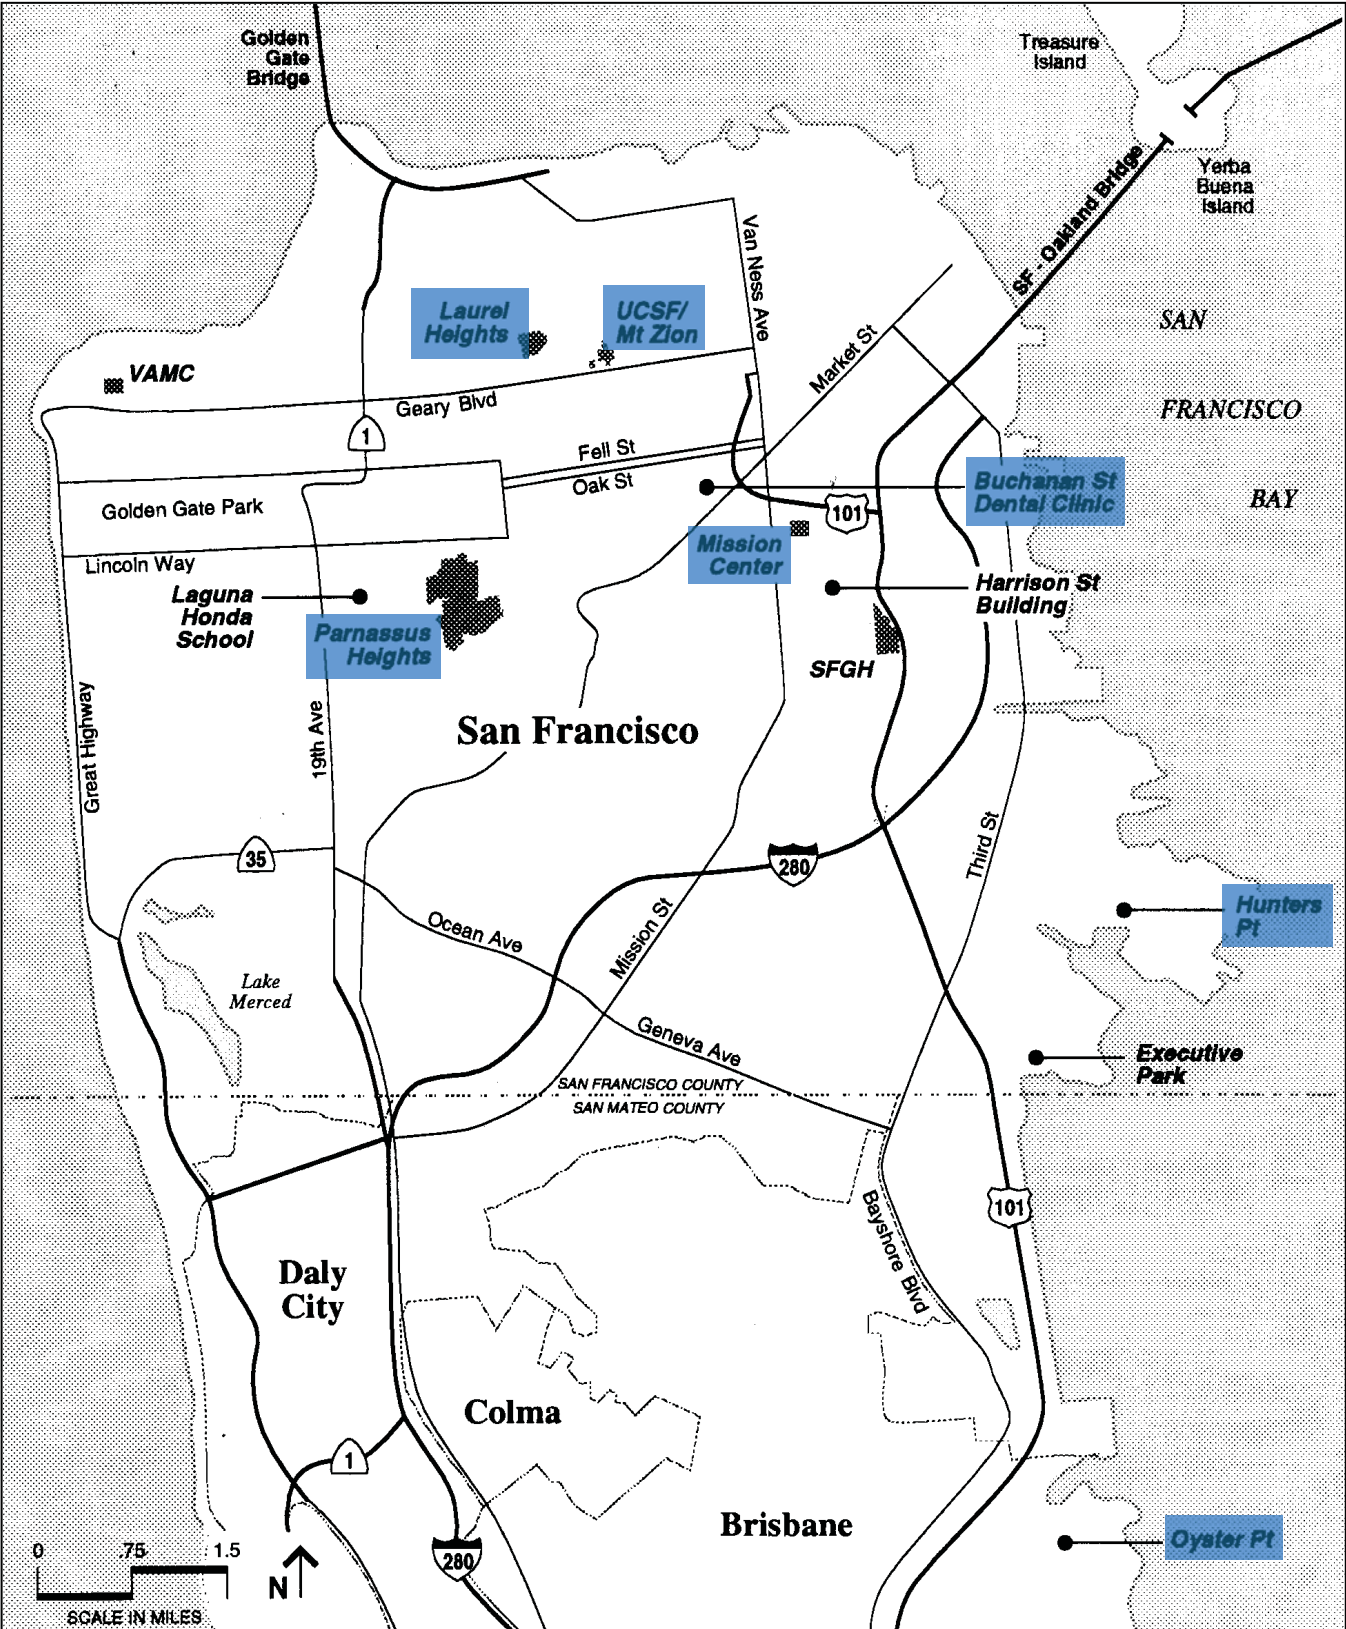 Golden
Gate
Bridge
Treasure
Island
Yerba
Buena
Island
SF - Oakland Bridge
Van Ness Ave
Laurel
Heights
UCSF/
Mt Zion
SAN
FRANCISCO
BAY
Market St
VAMC
Geary Blvd
1
Fell St
Oak St
Golden Gate Park
Buchanan St
Dental Clinic
101
Mission
Center
Lincoln Way
Laguna
Honda
School
Harrison St
Building
Parnassus
Heights
SFGH
San Francisco
Great Highway
19th Ave
35
280
Third St
Ocean Ave
Mission St
Hunters
Pt
Lake
Merced
Geneva Ave
Executive
Park
SAN FRANCISCO COUNTY
SAN MATEO COUNTY
101
Bayshore Blvd
Daly
City
Colma
1
Brisbane
Oyster Pt
280
0 .75 1.5
N
SCALE IN MILES